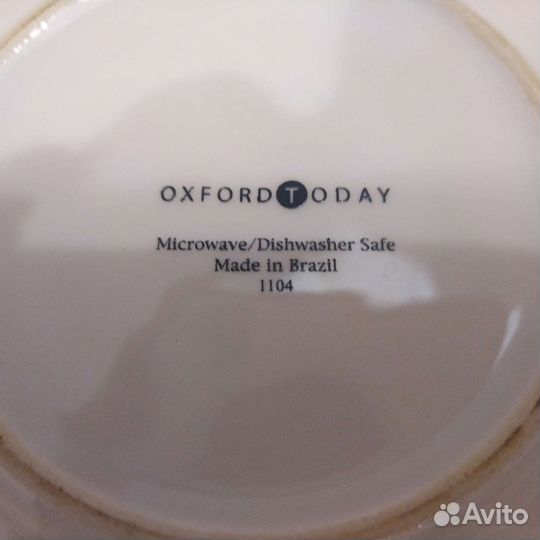 OXFORD TODAY
Microwave/Dishwasher Safe
Made in Brazil
1104
Avito